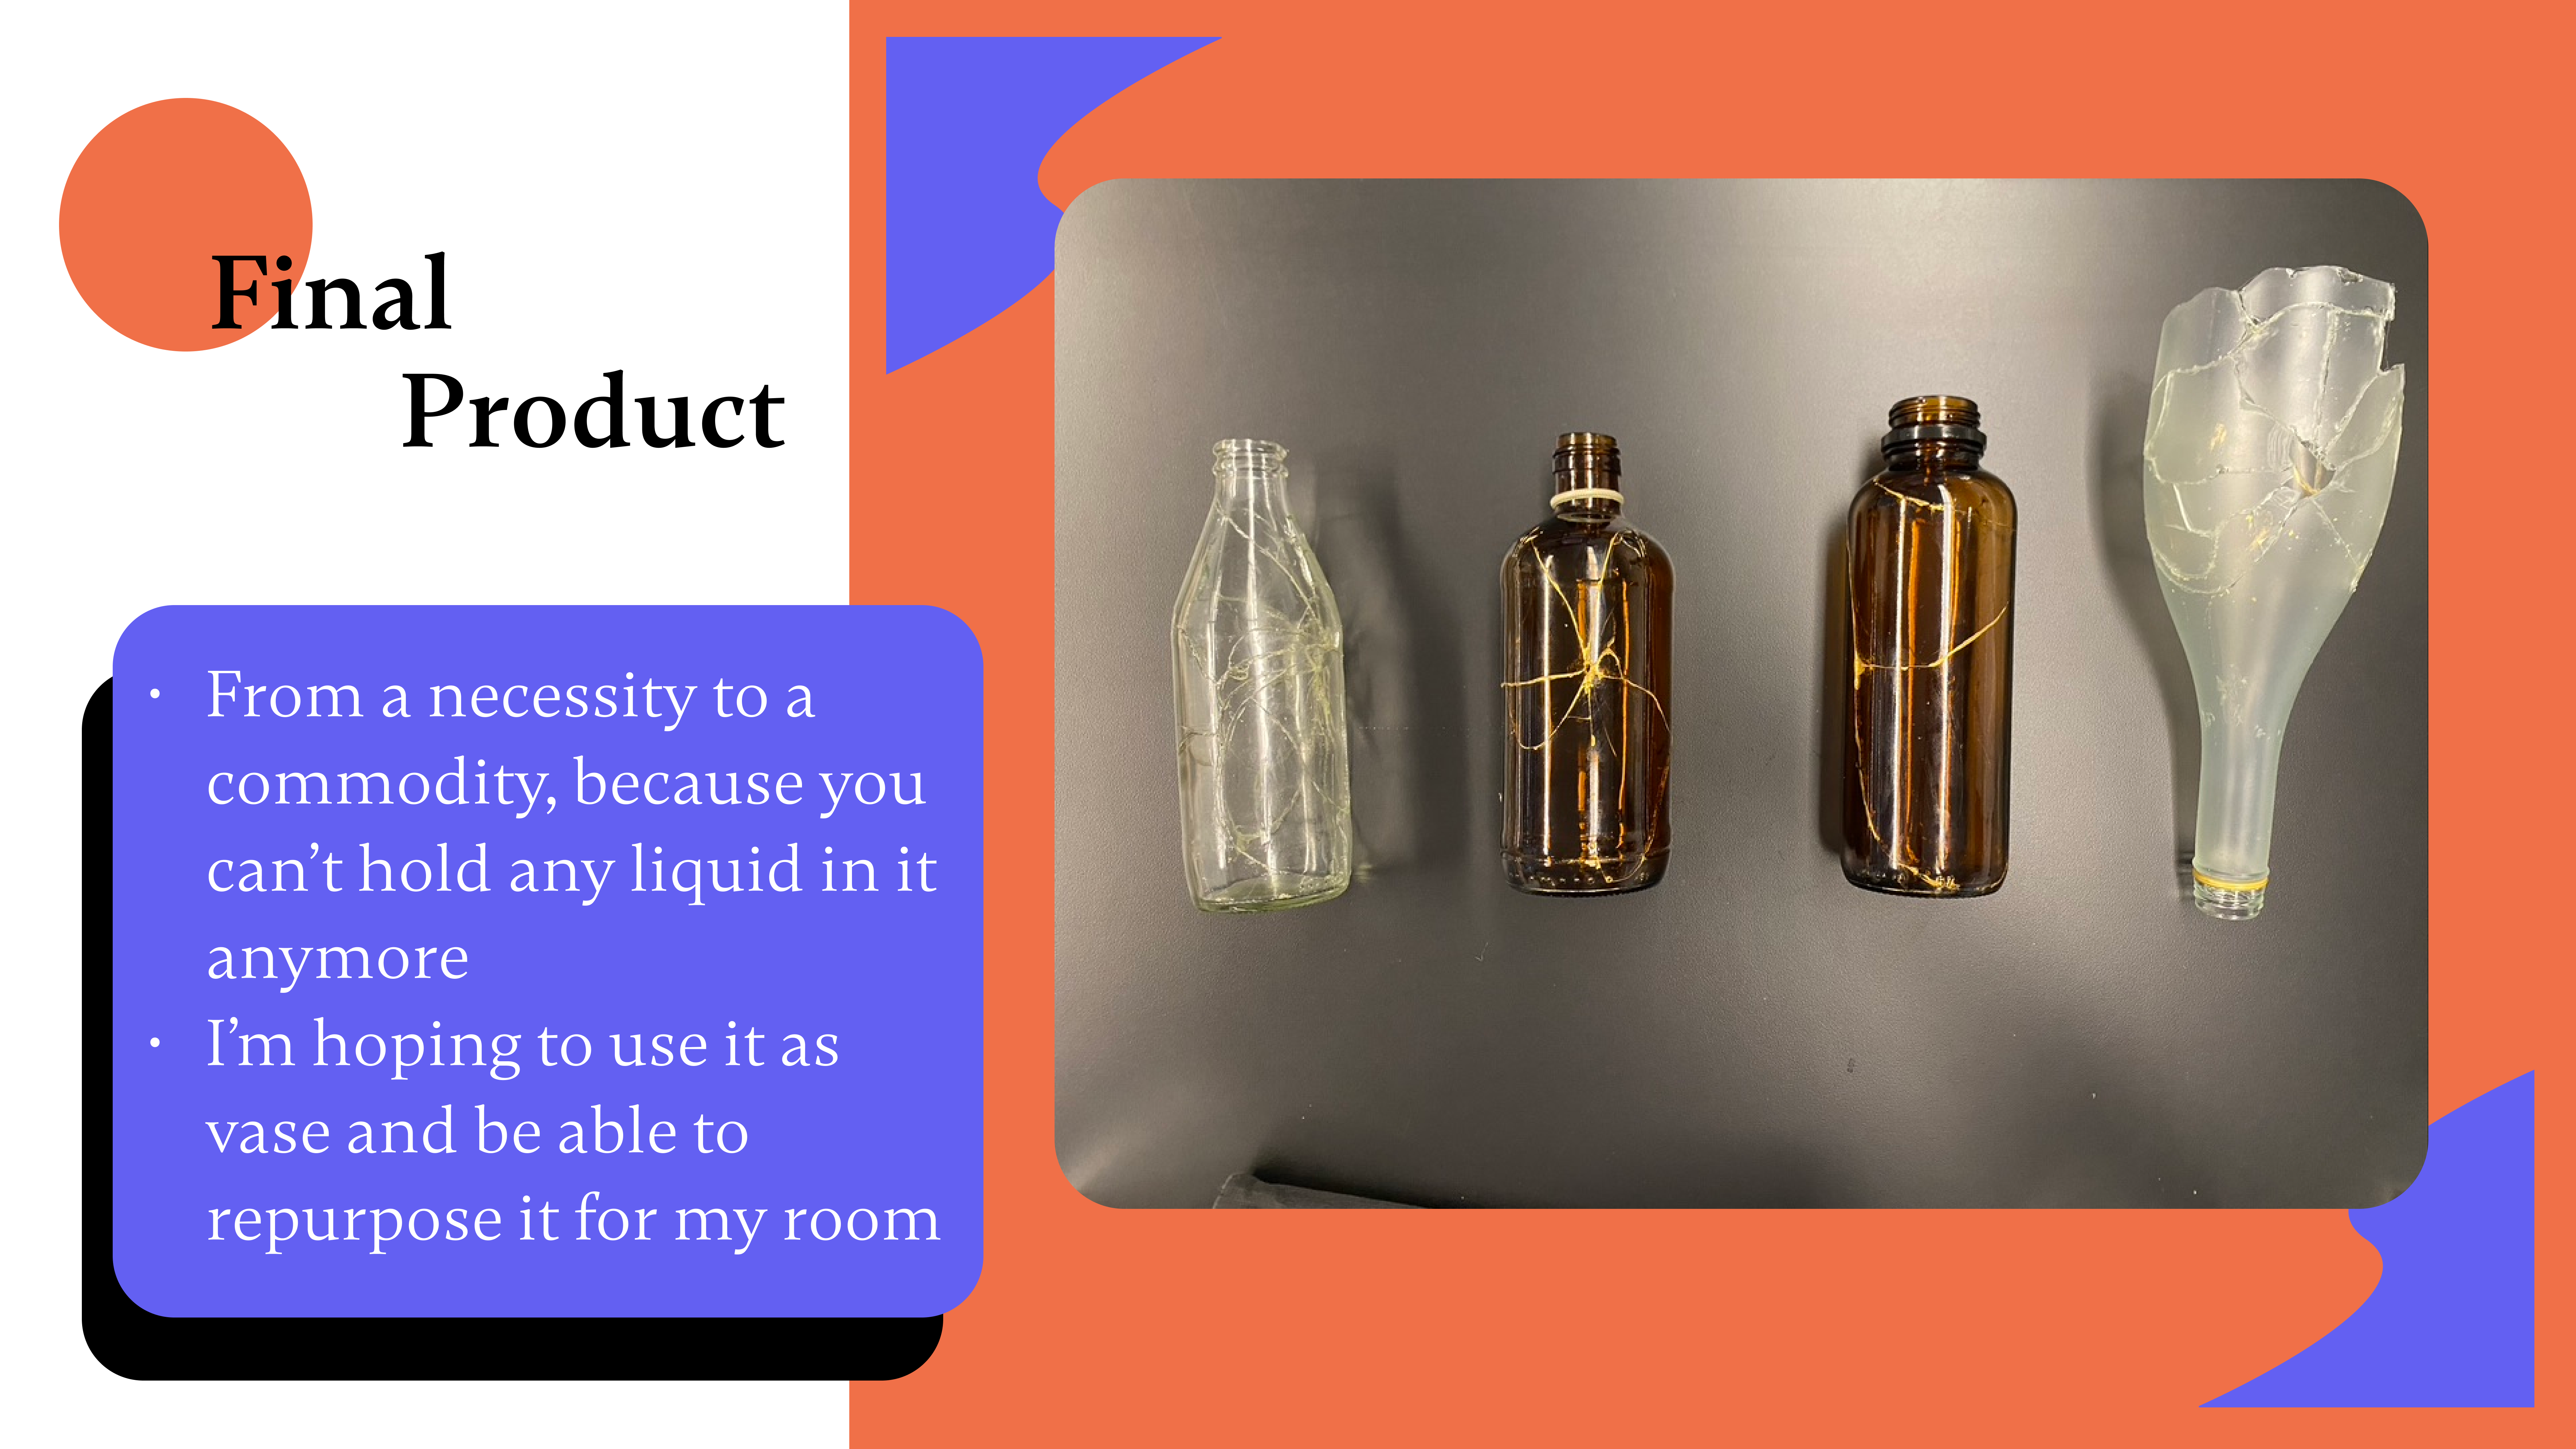 Final
Product
• From a necessity to a
commodity, because you
can’t hold any liquid in it
anymore
• I’m hoping to use it as
vase and be able to
repurpose it for my room